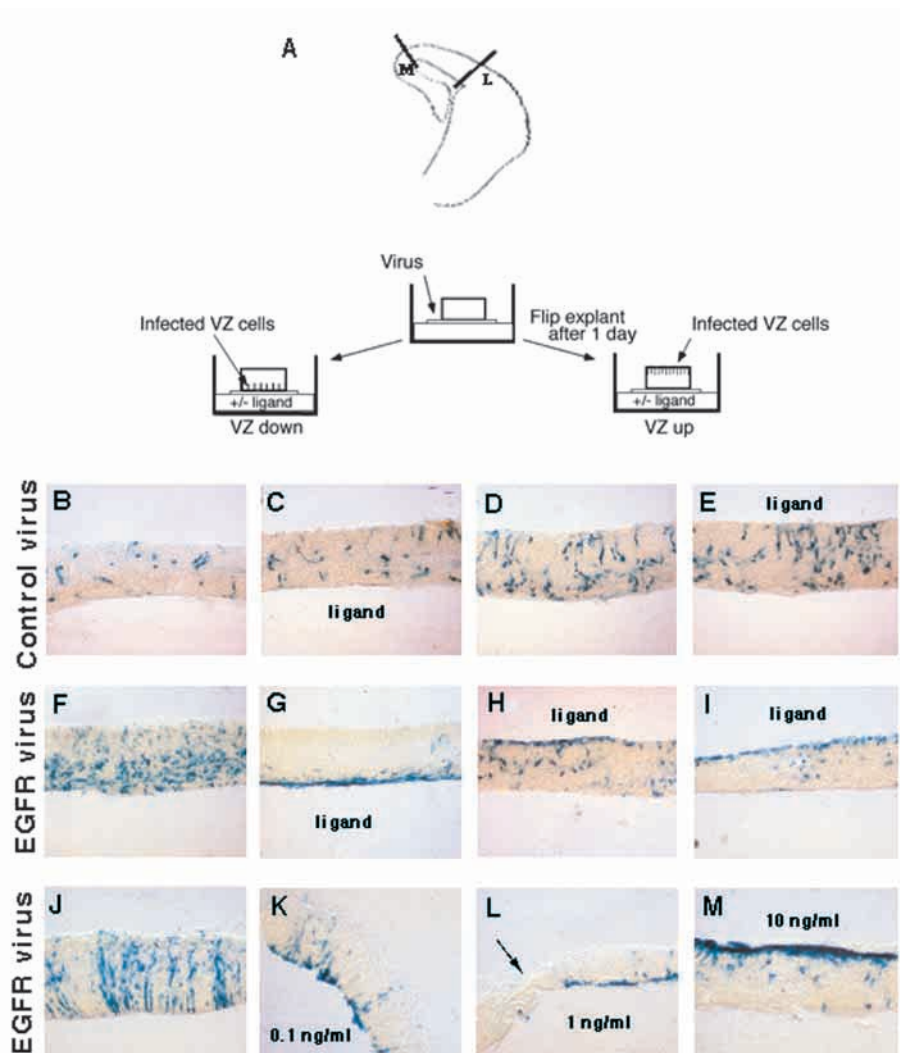 A
M
L
Virus
Infected VZ cells
Flip explant
after 1 day
Infected VZ cells
+/- ligand
VZ down
+/- ligand
VZ up
Control virus
B
C
ligand
D
E
ligand
EGFR virus
F
G
ligand
H
ligand
I
ligand
EGFR virus
J
K
0.1 ng/ml
L
1 ng/ml
M
10 ng/ml